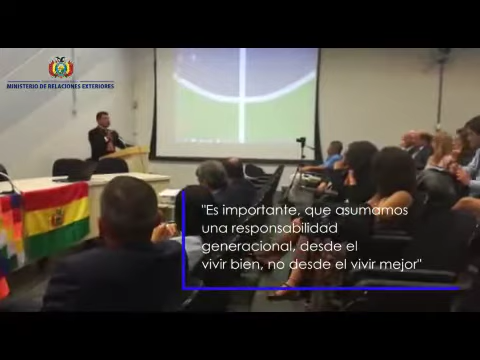 MINISTERIO DE RELACIONES EXTERIORES
"Es importante, que asumamos
una responsabilidad
generacional, desde el
vivir bien, no desde el vivir mejor"